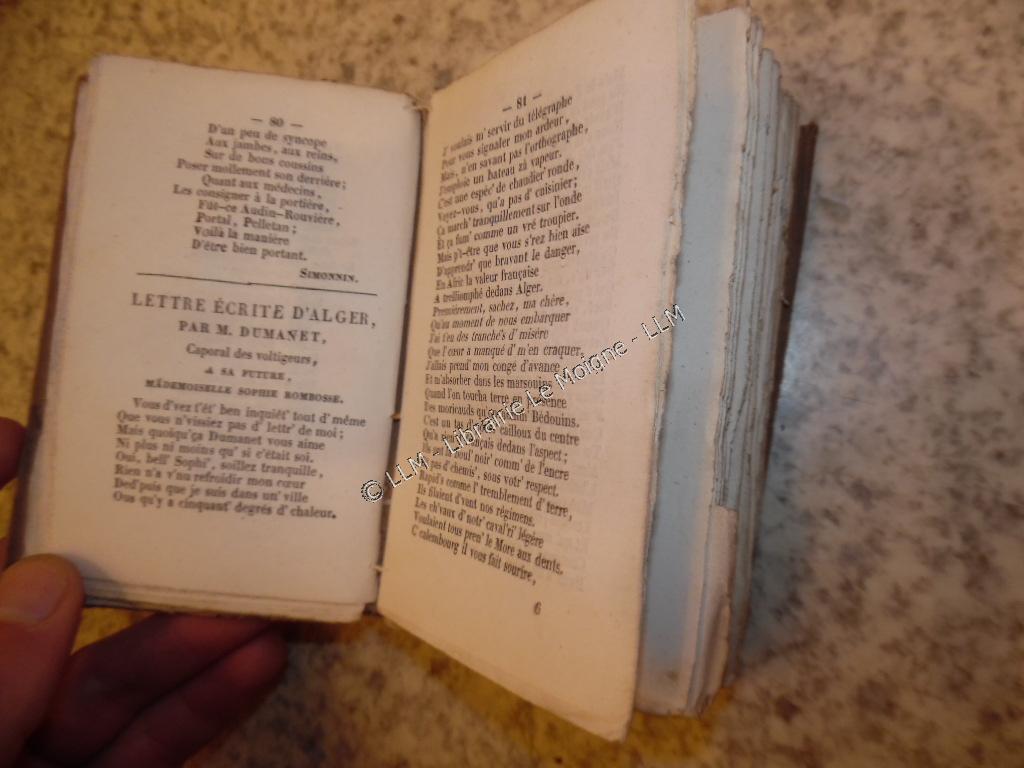 — 80 —
D'un peu de syncope
Aux jambes, aux reins,
Sur de bons coussins
Poser mollement son derrière;
Quant aux médecins,
Les consigner à la portière,
Fût-ce Audin-Rouvière,
Portal, Pelletan;
Voilà la manière
D'être bien portant.
SIMONNIN.
LETTRE ÉCRITE D'ALGER,
PAR M. DUMANET,
Caporal des voltigeurs,
A SA FUTURE,
MADEMOISELLE SOPHIE ROMBOSSE.
Vous d'vez t'êt' ben inquièt' tout d' même
Que vous n'vissiez pas d' lettr' de moi;
Mais quoiqu'ça Dumanet vous aime
Ni plus ni moins qu' si c'était soi,
Oui, bell' Sophi', soillez tranquille,
Rien n'a v'nu refroidir mon cœur
Ded'puis que je suis dans un' ville
Ous qu'y a cinquant' degrés d' chaleur.
— 81 —
J' voulais m' servir du télégraphe
Pour vous signaler mon ardeur,
Mais, n'en savant pas l'orthographe,
J'emploie un bateau zà vapeur.
C'est une espèc' de chaudièr' ronde,
Voyez-vous, qu'a pas d' cuisinier;
Ça march' tranquillement sur l'onde
Et ça fum' comme un vré troupier.
Mais p't-être que vous s'rez bien aise
D'apprendr' que bravant le danger,
En Afric la valeur française
A treilliomphé dedans Alger.
Premièrement, sachez, ma chère,
Qu'au moment de nous embarquer
J'ai t'eu des tranché's d' misère
Que l' cœur a manqué d' m'en craquer,
J'allais prend' mon congé d'avance
Et m'absorber dans les marsouins
Quand l'on toucha terre en
Des moricauds qu'on Bédouins.
C'est un tas d' cailloux du centre
Qu'a dedans l'aspect;
noir' comm' de l'encre
pas d' chemis', sous votr' respect.
Rapid's comme l' tremblement d' terre,
Ils filaient d'vant nos régimens.
Les ch'vaux d' notr' caval'ri' légère
Voulaient tous pren' le More aux dents.
C' calembourg il vous fait sourire,
6
© LLM - Librairie Le Moigne - LLM